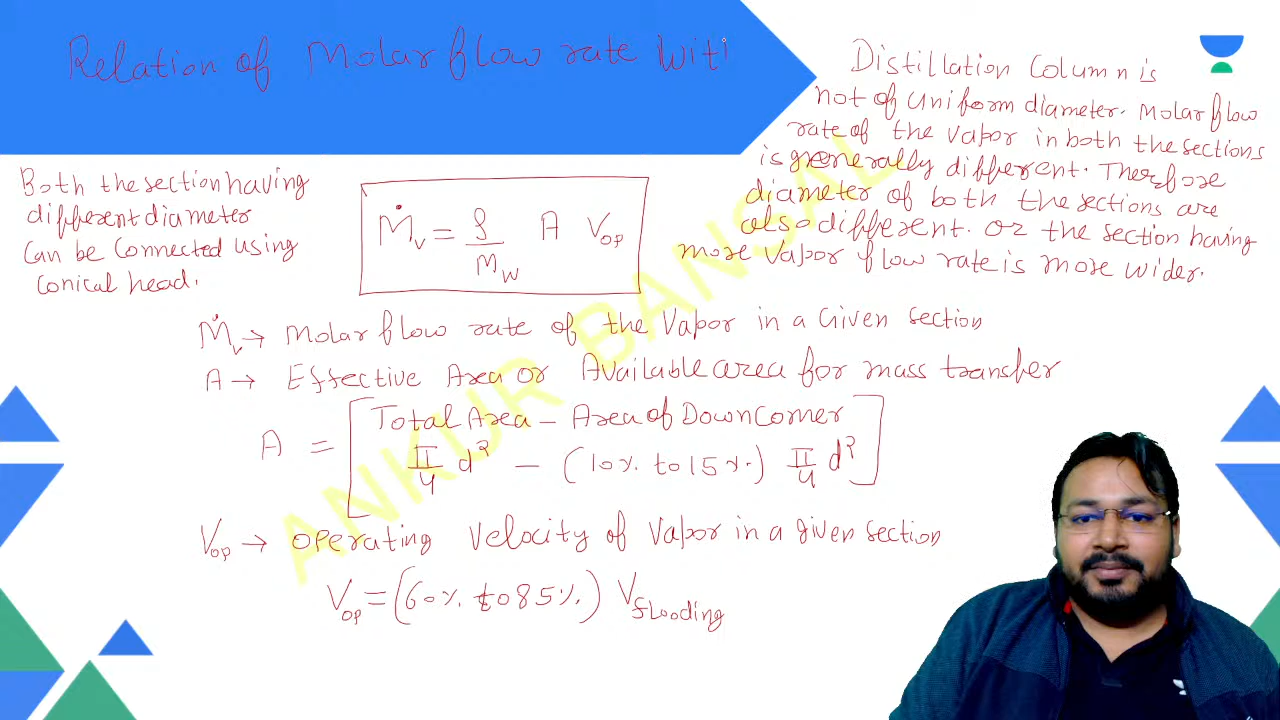 Relation of Molar flow rate wit
Distillation Column is
not of uniform diameter. Molar flow
rate of the vapor in both the sections
is generally different. Therefore
diameter of both the sections are
also different. or the section having
more vapor flow rate is more wider.
Both the section having
different diameter
Can be connected using
conical head.
Ṁv = ρ/Mw A Vop
Ṁv → Molar flow rate of the vapor in a Given section
A → Effective Area or Available area for mass transfer
A = [Total Area - Area of Downcomer
π/4 d² - (10% to 15%) π/4 d²]
Vop → Operating velocity of vapor in a given section
Vop = (60% to 85%) Vflooding
ANKUR BANSAL